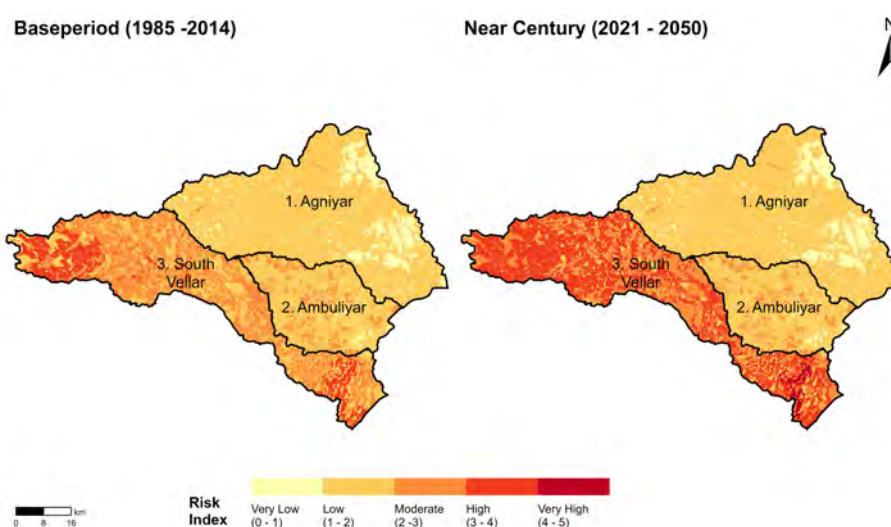 Baseperiod (1985 -2014)
Near Century (2021 - 2050)
N
1. Agniyar
3. South
Vellar
2. Ambuliyar
1. Agniyar
3. South
Vellar
2. Ambuliyar
0 8 16 km
Risk
Index
Very Low
(0 - 1)
Low
(1 - 2)
Moderate
(2 -3)
High
(3 - 4)
Very High
(4 - 5)